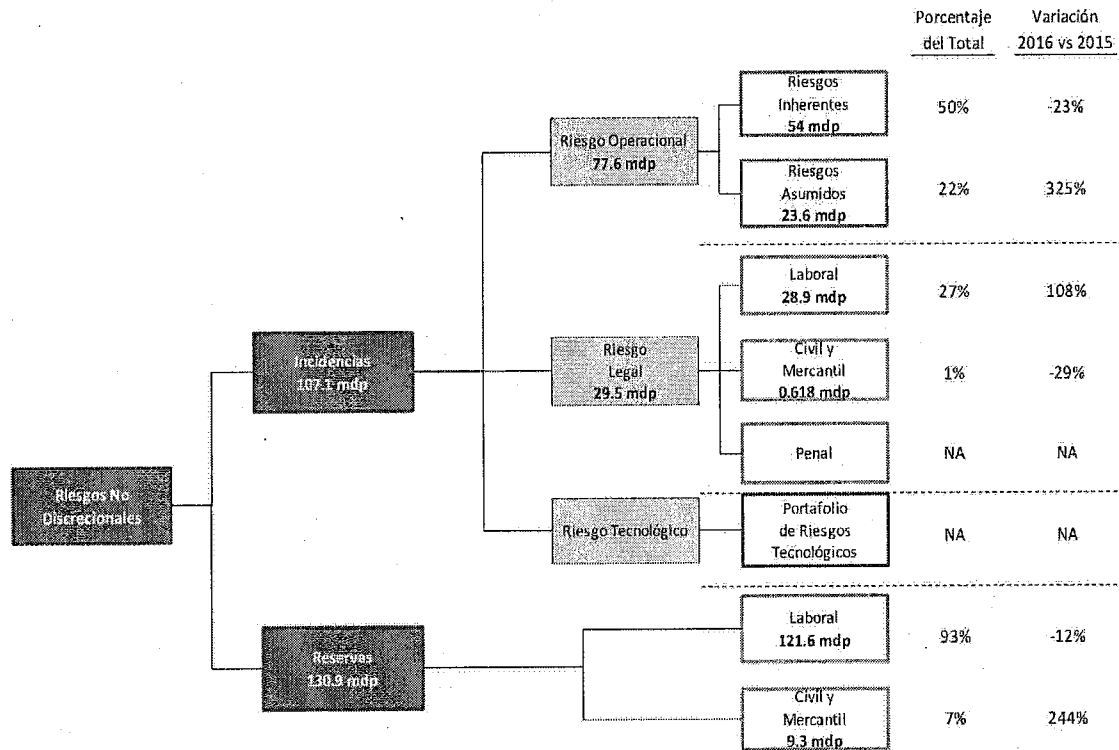 Porcentaje
del Total
Variación
2016 vs 2015
Riesgos
Inherentes
54 mdp
50%
-23%
Riesgo Operacional
77.6 mdp
Riesgos
Asumidos
23.6 mdp
22%
325%
Laboral
28.9 mdp
27%
108%
Incidencias
107.1 mdp
Riesgo
Legal
29.5 mdp
Civil y
Mercantil
0.618 mdp
1%
-29%
Penal
NA
NA
Riesgos No
Discrecionales
Riesgo Tecnológico
Portafolio
de Riesgos
Tecnológicos
NA
NA
Laboral
121.6 mdp
93%
-12%
Reservas
130.9 mdp
Civil y
Mercantil
9.3 mdp
7%
244%